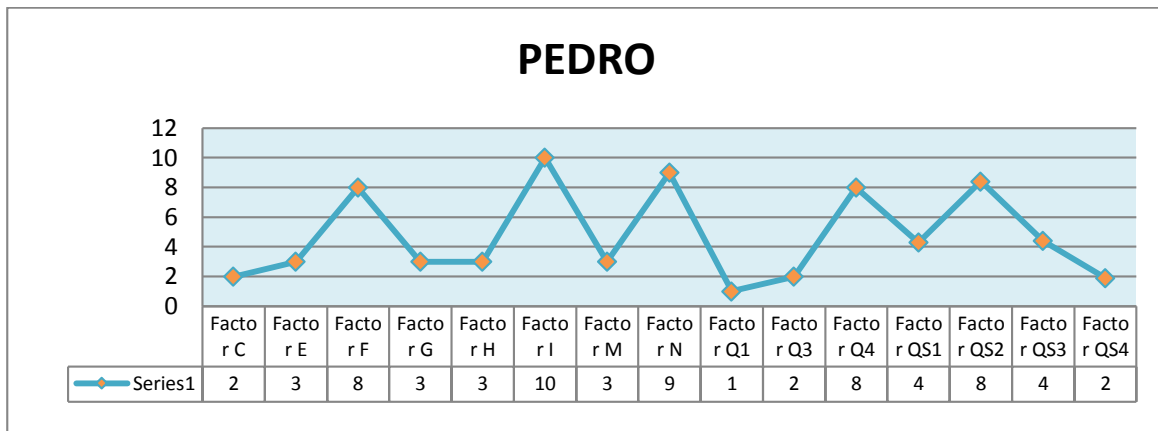 PEDRO
12
10
8
6
4
2
0
Facto Facto Facto Facto Facto Facto Facto Facto Facto Facto Facto Facto Facto Facto Facto
r C r E r F r G r H r I r M r N r Q1 r Q3 r Q4 r QS1 r QS2 r QS3 r QS4
Series1 2 3 8 3 3 10 3 9 1 2 8 4 8 4 2